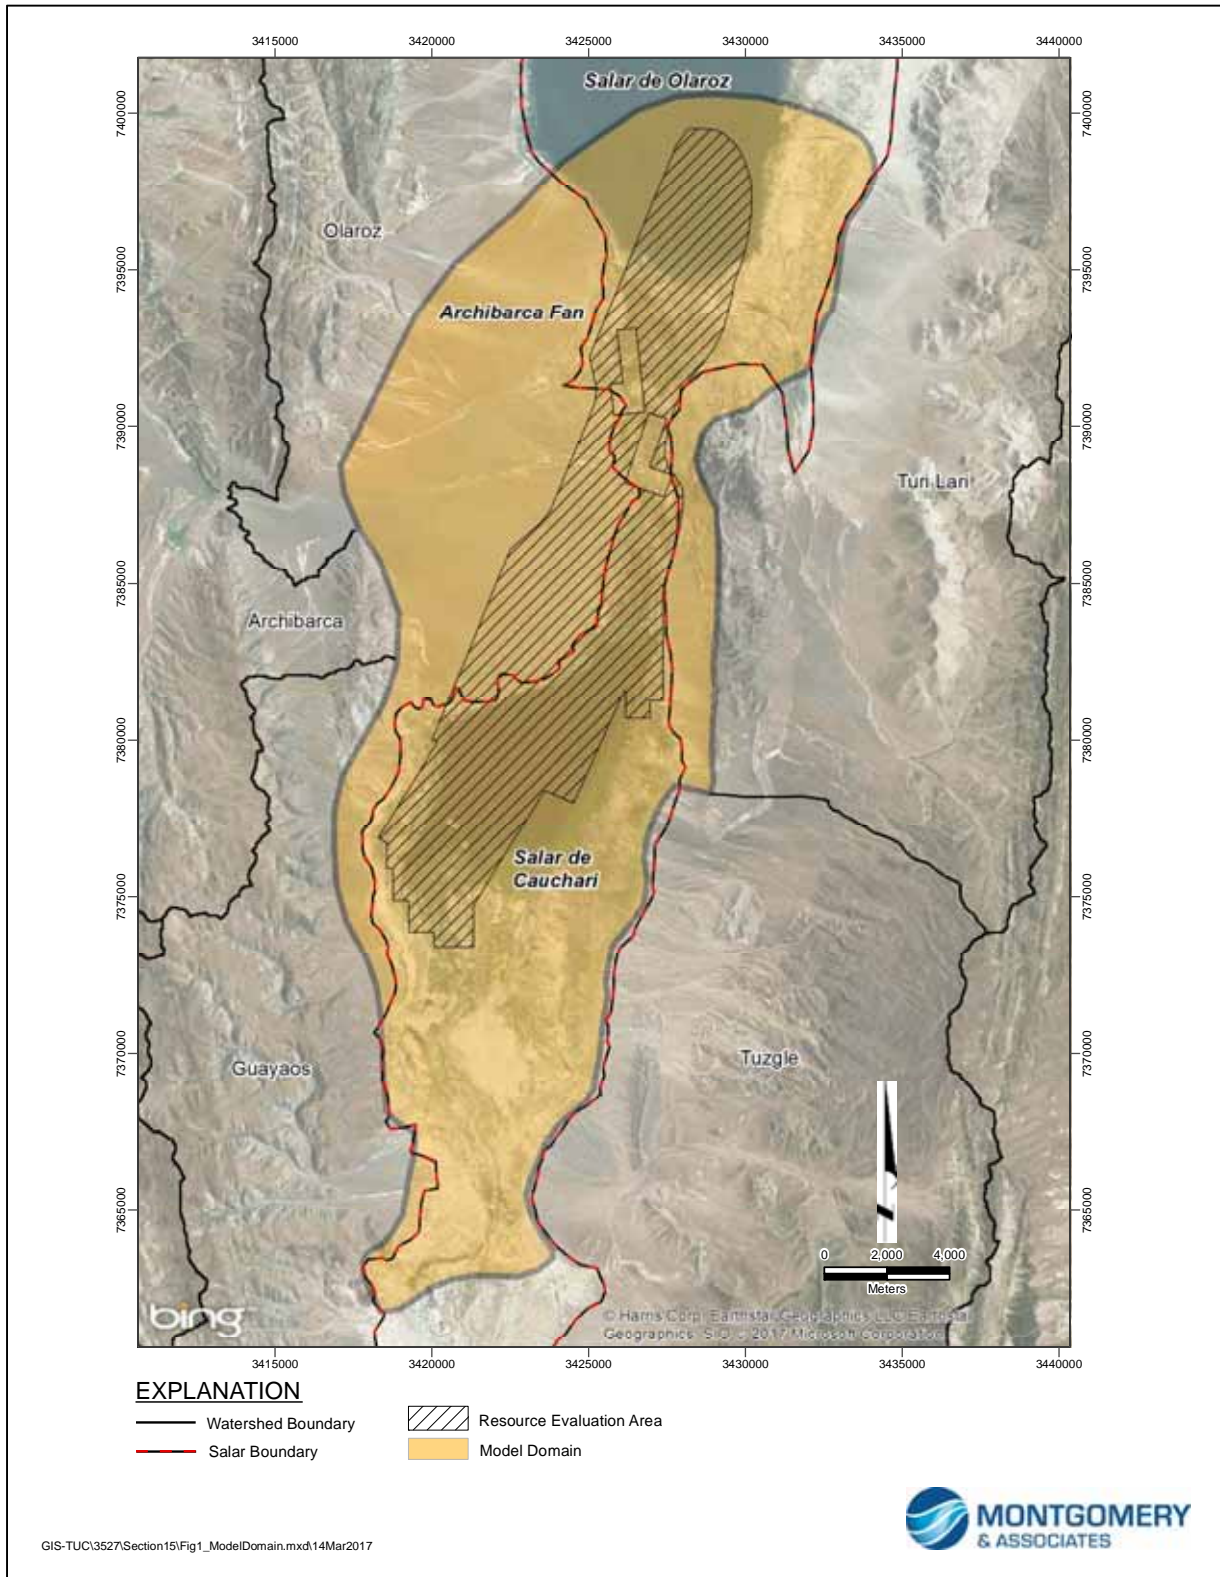 3415000 3420000 3425000 3430000 3435000 3440000
Salar de Olaroz
7400000 7400000
Olaroz
7395000 7395000
Archibarca Fan
7390000 7390000
Turi Lari
7385000 7385000
Archibarca
7380000 7380000
Salar de
Cauchari
7375000 7375000
7370000 7370000
Guayaos
Tuzgle
7365000 7365000
0 2,000 4,000
Meters
bing
© Harris Corp, Earthstar Geographics LLC Earthstar
Geographics SIO © 2017 Microsoft Corporation
3415000 3420000 3425000 3430000 3435000 3440000
EXPLANATION
Watershed Boundary
Salar Boundary
Resource Evaluation Area
Model Domain
MONTGOMERY
& ASSOCIATES
GIS-TUC\3527\Section15\Fig1_ModelDomain.mxd\14Mar2017